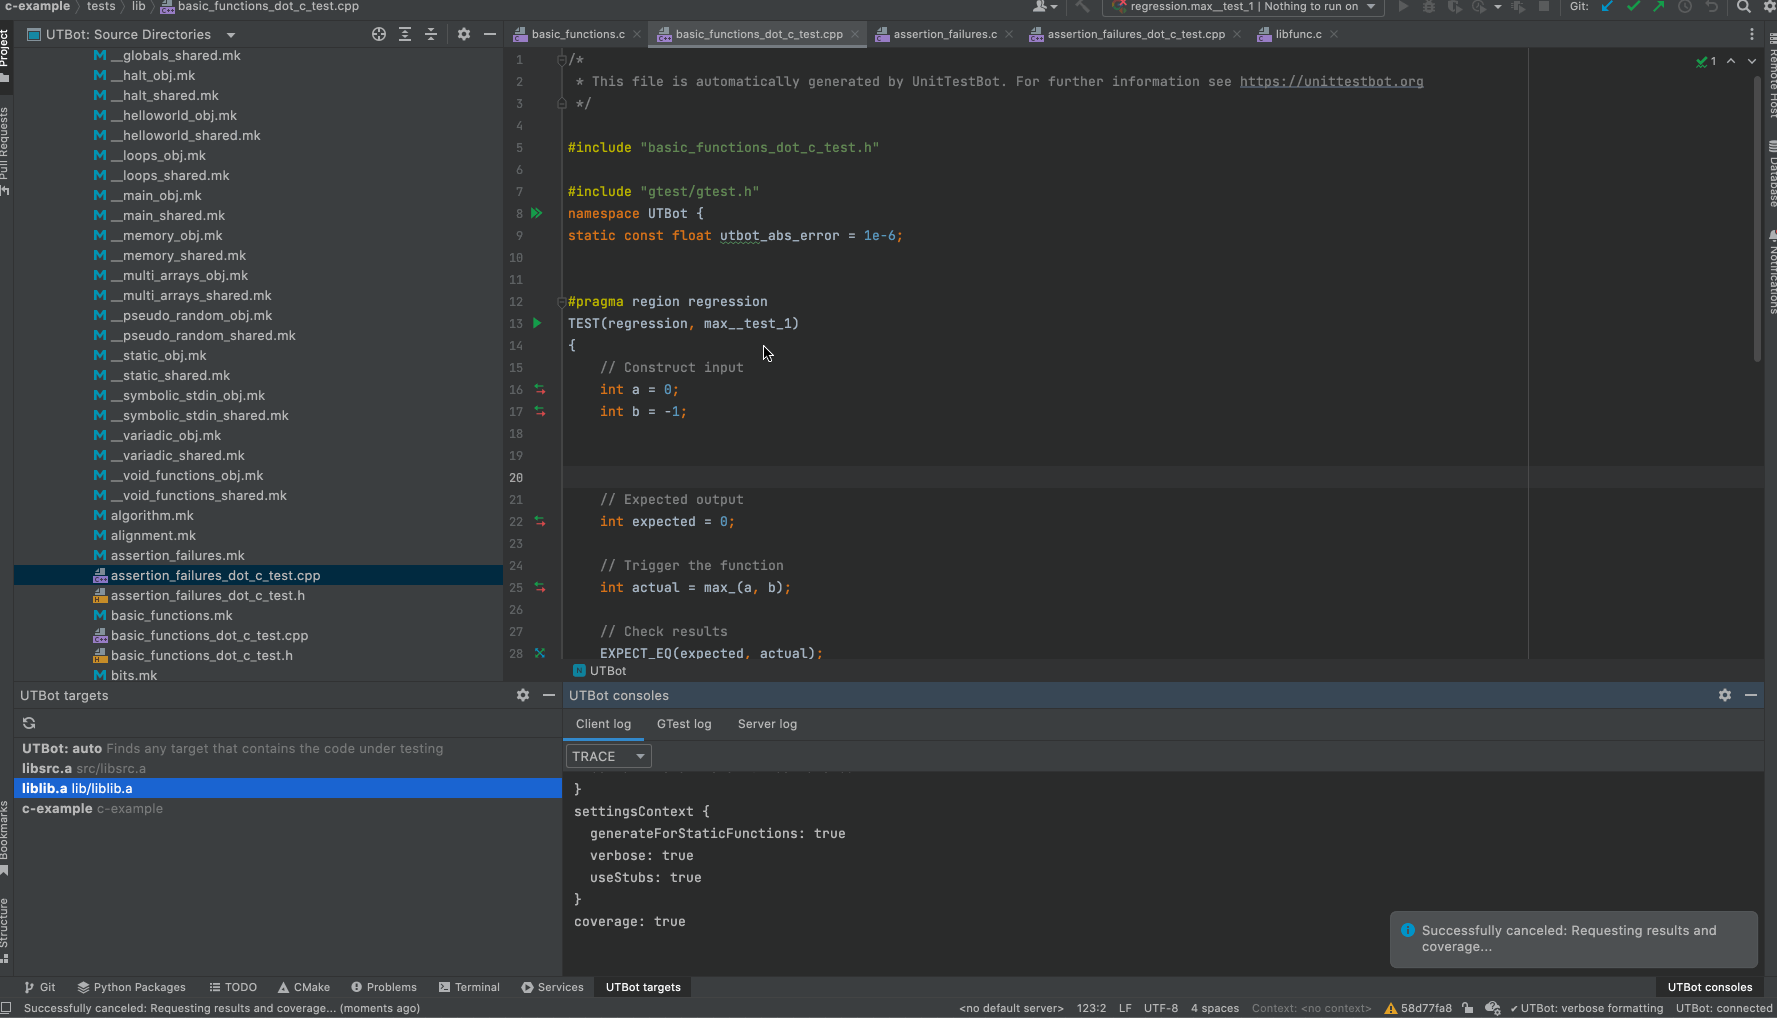 c-example tests lib basic_functions_dot_c_test.cpp
regression.max__test_1 | Nothing to run on
Git:
Project
Pull Requests
Bookmarks
Structure
UTBot: Source Directories
__globals_shared.mk
__halt_obj.mk
__halt_shared.mk
__helloworld_obj.mk
__helloworld_shared.mk
__loops_obj.mk
__loops_shared.mk
__main_obj.mk
__main_shared.mk
__memory_obj.mk
__memory_shared.mk
__multi_arrays_obj.mk
__multi_arrays_shared.mk
__pseudo_random_obj.mk
__pseudo_random_shared.mk
__static_obj.mk
__static_shared.mk
__symbolic_stdin_obj.mk
__symbolic_stdin_shared.mk
__variadic_obj.mk
__variadic_shared.mk
__void_functions_obj.mk
__void_functions_shared.mk
algorithm.mk
alignment.mk
assertion_failures.mk
assertion_failures_dot_c_test.cpp
assertion_failures_dot_c_test.h
basic_functions.mk
basic_functions_dot_c_test.cpp
basic_functions_dot_c_test.h
bits.mk
basic_functions.c basic_functions_dot_c_test.cpp assertion_failures.c assertion_failures_dot_c_test.cpp libfunc.c
1
1 /*
2 * This file is automatically generated by UnitTestBot. For further information see https://unittestbot.org
3 */
4
5 #include "basic_functions_dot_c_test.h"
6
7 #include "gtest/gtest.h"
8 namespace UTBot {
9 static const float utbot_abs_error = 1e-6;
10
11
12 #pragma region regression
13 TEST(regression, max__test_1)
14 {
15 // Construct input
16 int a = 0;
17 int b = -1;
18
19
20
21 // Expected output
22 int expected = 0;
23
24 // Trigger the function
25 int actual = max_(a, b);
26
27 // Check results
28 EXPECT_EQ(expected, actual);
UTBot
Remote Host
Database
Notifications
UTBot targets
UTBot: auto Finds any target that contains the code under testing
libsrc.a src/libsrc.a
liblib.a lib/liblib.a
c-example c-example
UTBot consoles
Client log GTest log Server log
TRACE
}
settingsContext {
generateForStaticFunctions: true
verbose: true
useStubs: true
}
coverage: true
Successfully canceled: Requesting results and
coverage...
Git Python Packages TODO CMake Problems Terminal Services UTBot targets UTBot consoles
Successfully canceled: Requesting results and coverage... (moments ago) <no default server> 123:2 LF UTF-8 4 spaces Context: <no context> 58d77fa8 UTBot: verbose formatting UTBot: connected